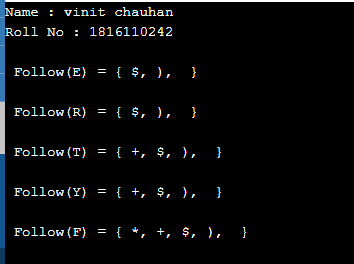 Name : vinit chauhan
Roll No : 1816110242
Follow(E) = { $, ),  }
Follow(R) = { $, ),  }
Follow(T) = { +, $, ),  }
Follow(Y) = { +, $, ),  }
Follow(F) = { *, +, $, ),  }